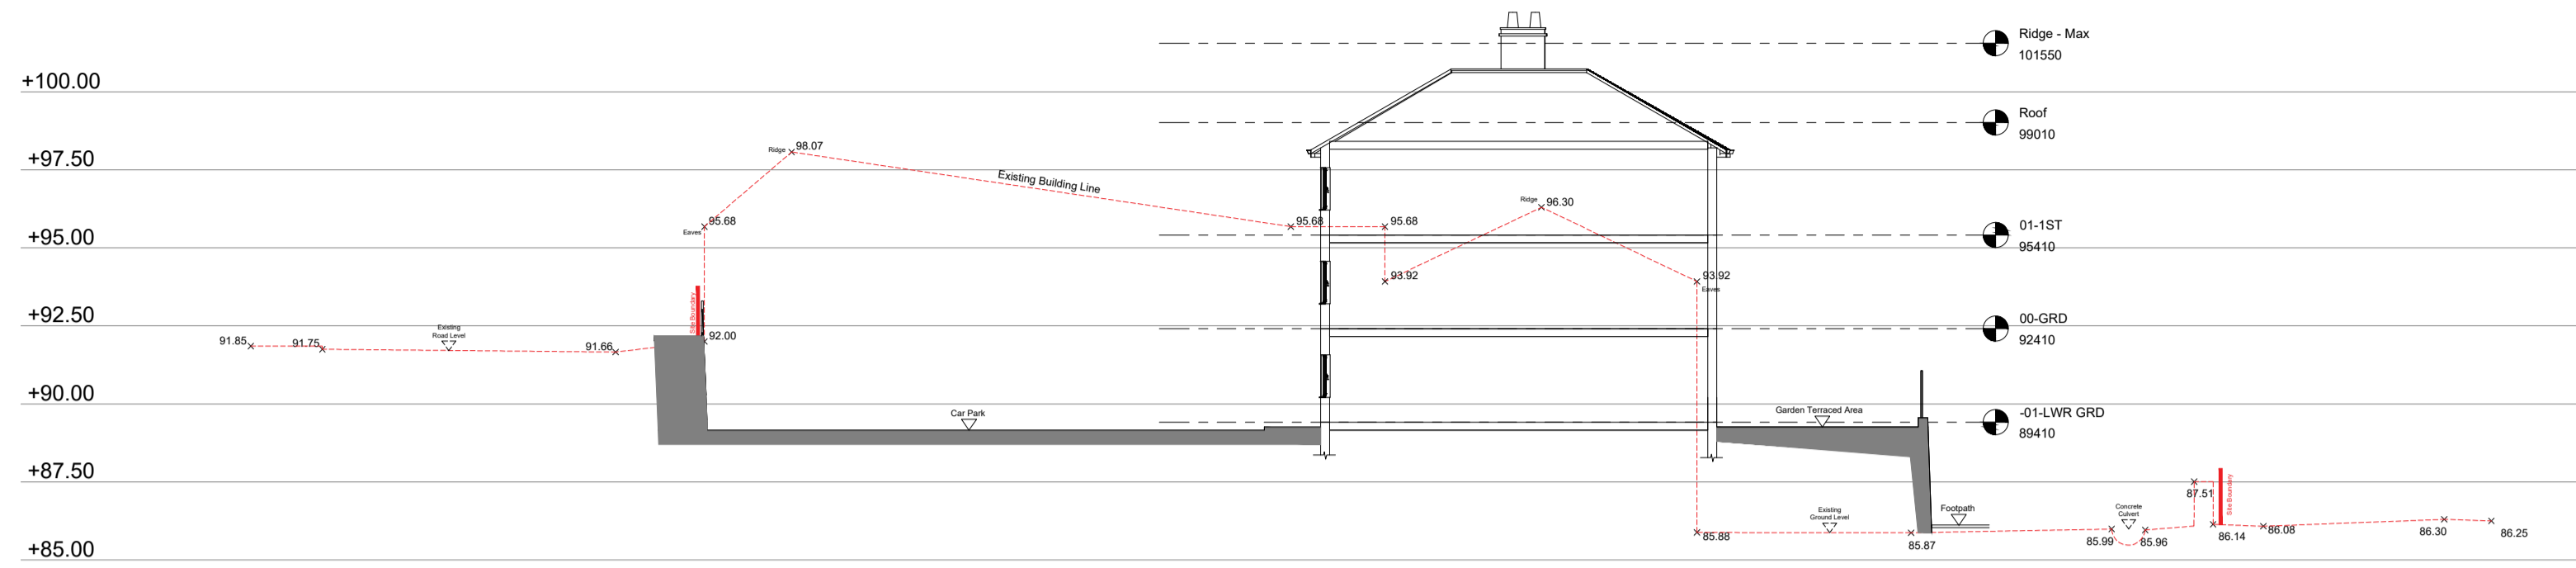 Ridge - Max
101550
+100.00
Roof
99010
Ridge
98.07
+97.50
Existing Building Line
Ridge
96.30
95.68
Eaves
95.68
95.68
01-1ST
95410
+95.00
93.92
93.92
Eaves
Site Boundary
+92.50
00-GRD
92410
92.00
Existing
Road Level
91.85
91.75
91.66
+90.00
Car Park
Garden Terraced Area
-01-LWR GRD
89410
+87.50
87.51
Site Boundary
Existing
Ground Level
Footpath
Concrete
Culvert
85.88
85.87
85.99
85.96
86.14
86.08
86.30
86.25
+85.00